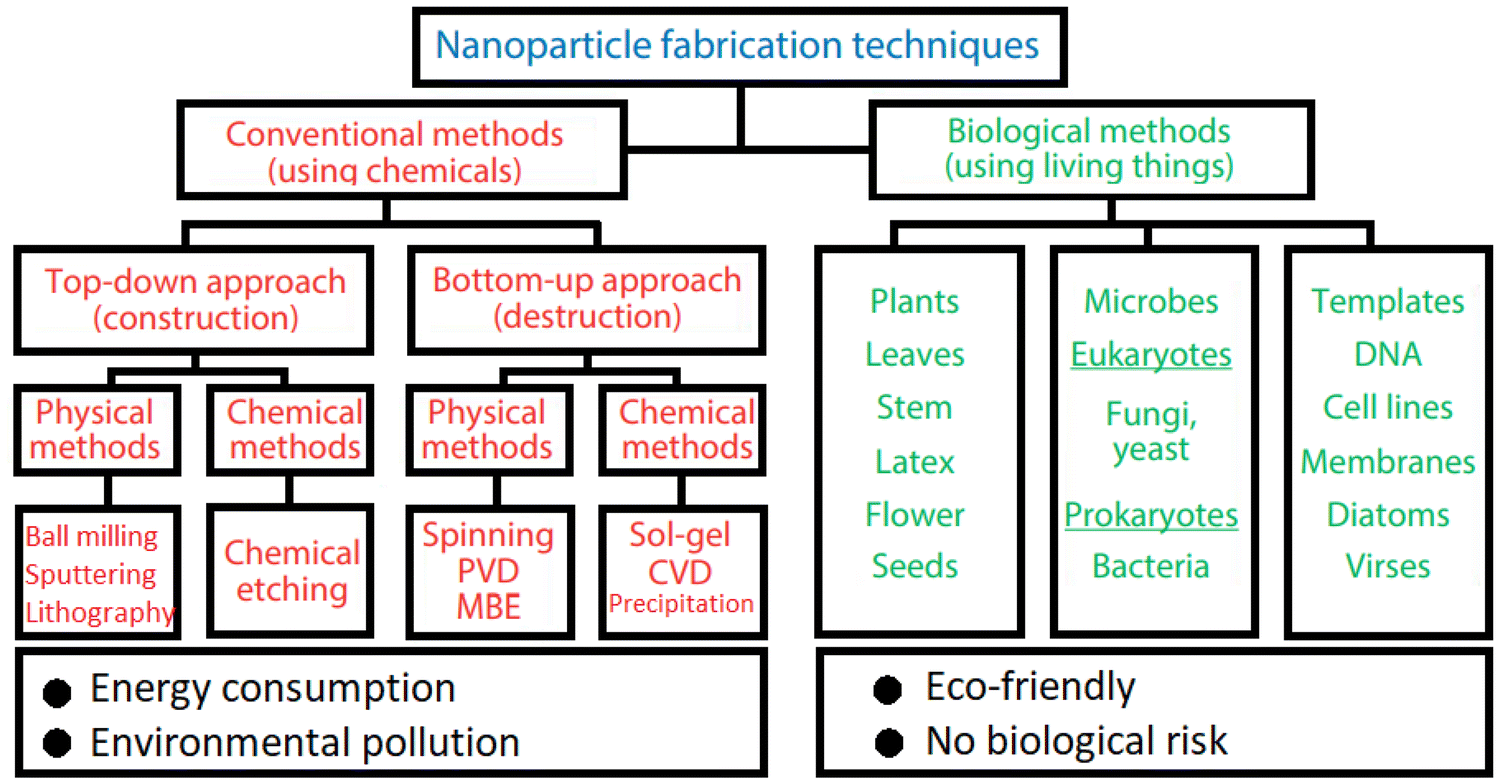 Nanoparticle fabrication techniques
Conventional methods
(using chemicals)
Biological methods
(using living things)
Top-down approach
(construction)
Bottom-up approach
(destruction)
Physical
methods
Chemical
methods
Physical
methods
Chemical
methods
Ball milling
Sputtering
Lithography
Chemical
etching
Spinning
PVD
MBE
Sol-gel
CVD
Precipitation
Plants
Leaves
Stem
Latex
Flower
Seeds
Microbes
Eukaryotes
Fungi,
yeast
Prokaryotes
Bacteria
Templates
DNA
Cell lines
Membranes
Diatoms
Virses
● Energy consumption
● Environmental pollution
● Eco-friendly
● No biological risk